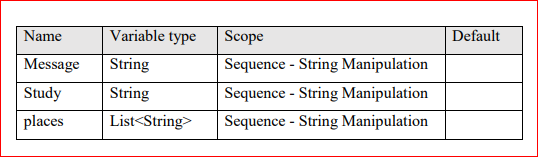 Name Variable type Scope Default
Message String Sequence - String Manipulation
Study String Sequence - String Manipulation
places List<String> Sequence - String Manipulation